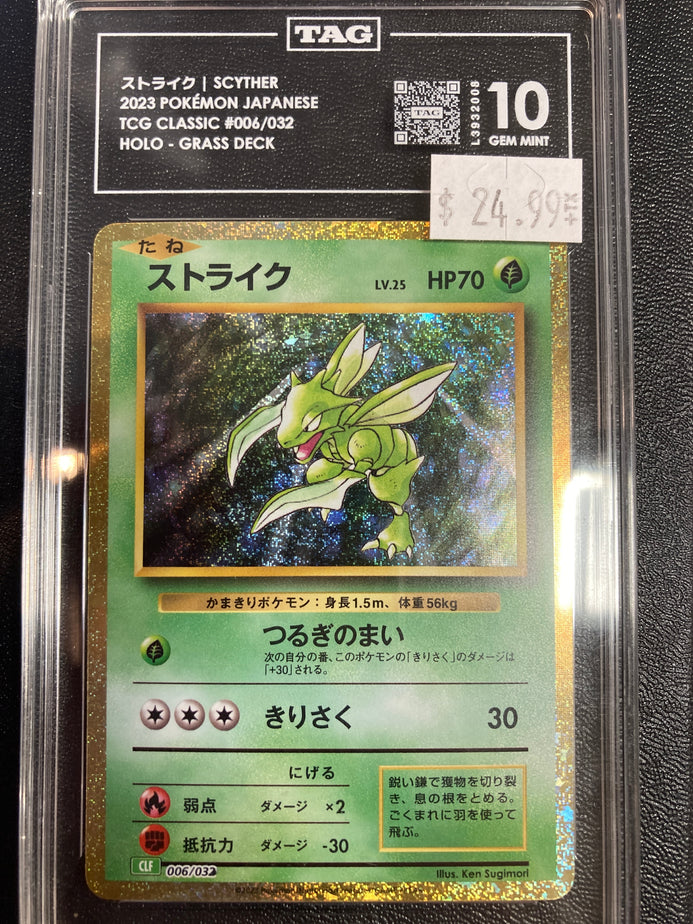 TAG
ストライク | SCYTHER
2023 POKÉMON JAPANESE
TCG CLASSIC #006/032
HOLO - GRASS DECK
TAG
L3932008
10
GEM MINT
$ 24.99 +TX
たね
ストライク
LV.25 HP70
かまきりポケモン：身長1.5m、体重56kg
つるぎのまい
次の自分の番、このポケモンの「きりさく」のダメージは
「+30」される。
きりさく 30
にげる
弱点 ダメージ ×2
抵抗力 ダメージ -30
鋭い鎌で獲物を切り裂
き、息の根をとめる。
ごくまれに羽を使って
飛ぶ。
CLF 006/032
Illus. Ken Sugimori